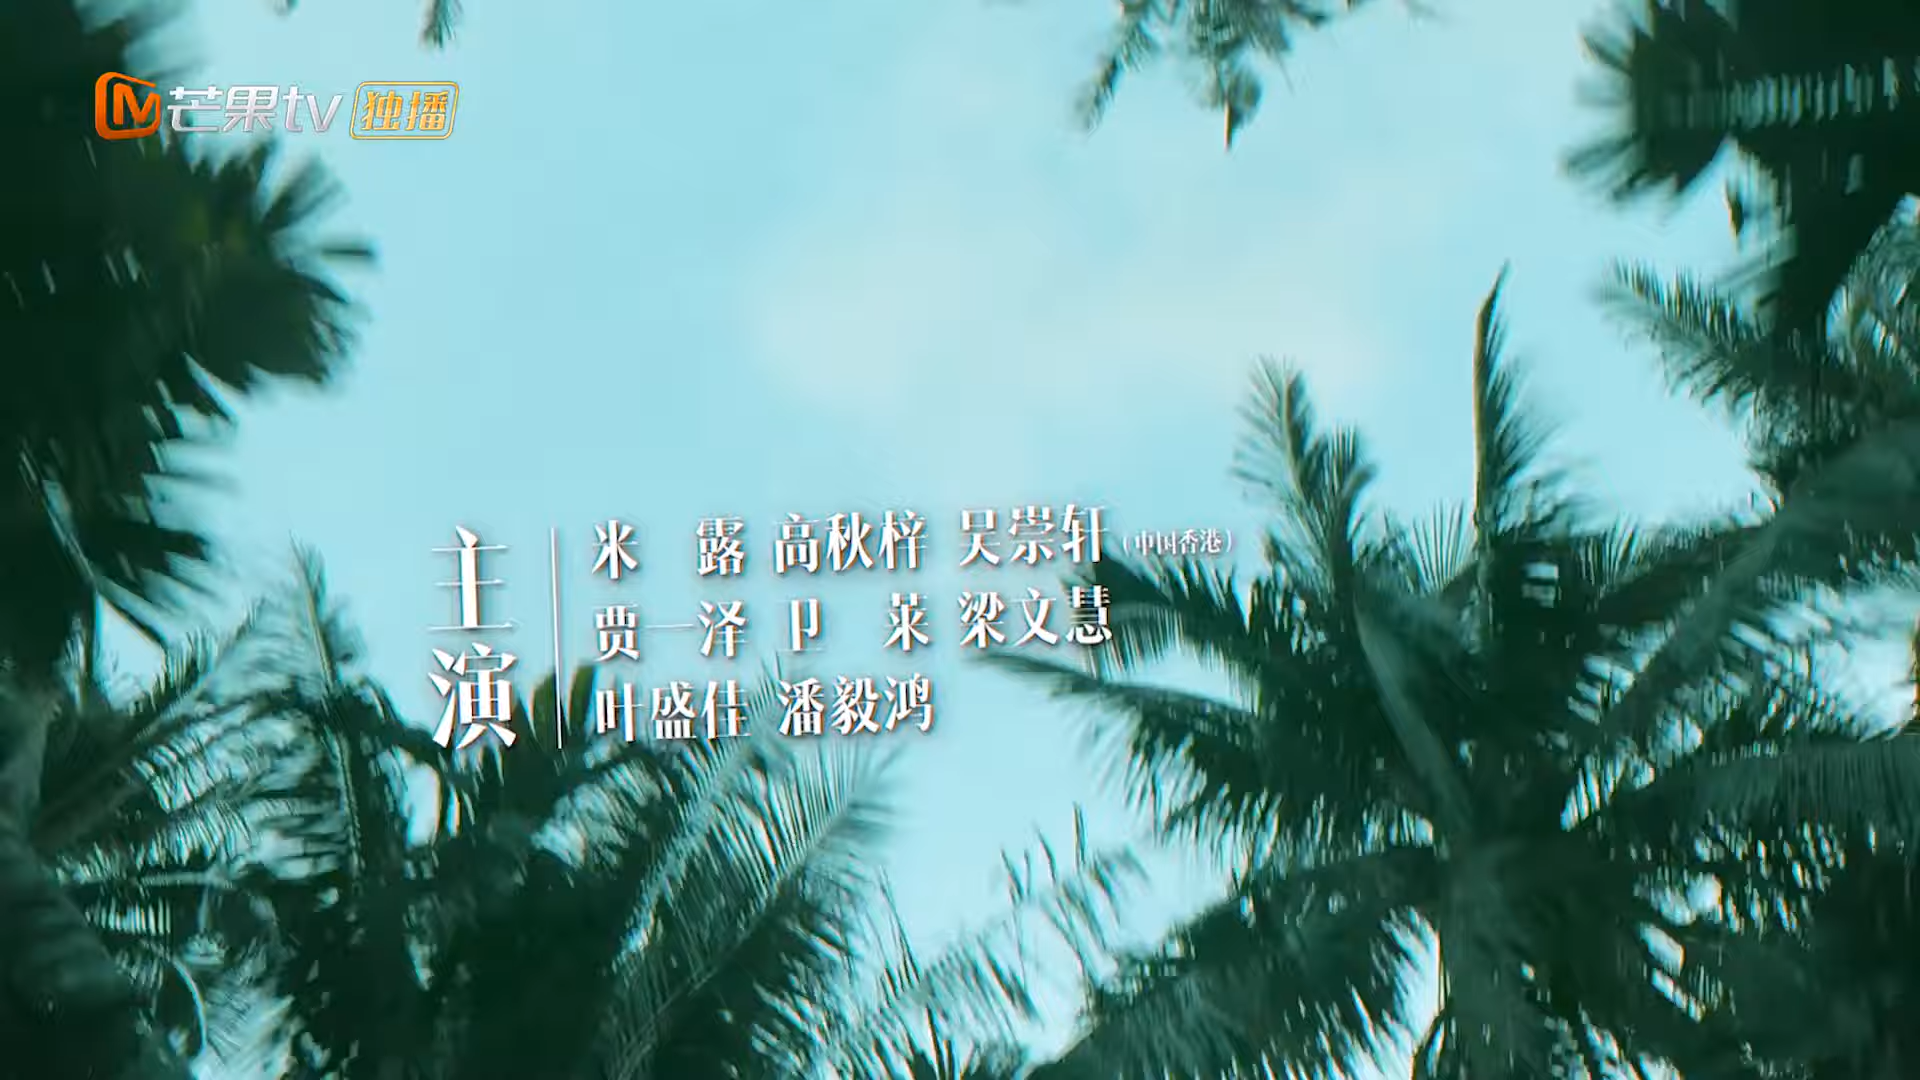 芒果tv 独播
主演
米 露 高秋梓 吴崇轩(中国香港)
贾一泽 卫 莱 梁文慧
叶盛佳 潘毅鸿